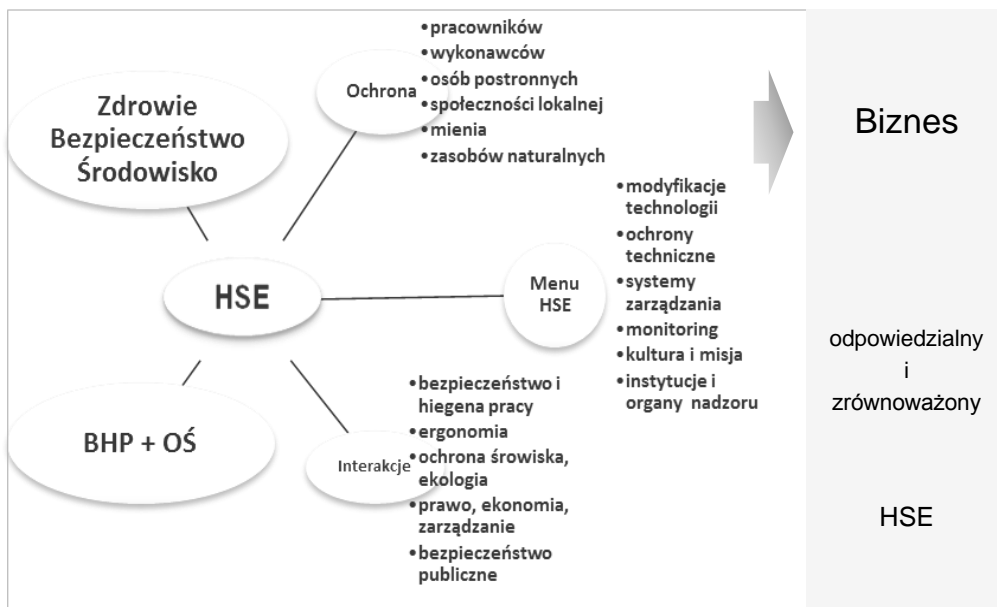 Zdrowie
Bezpieczeństwo
Środowisko
Ochrona
•pracowników
•wykonawców
•osób postronnych
•społeczności lokalnej
•mienia
•zasobów naturalnych
HSE
Menu
HSE
•modyfikacje
technologii
•ochrony
techniczne
•systemy
zarządzania
•monitoring
•kultura i misja
•instytucje i
organy nadzoru
BHP + OŚ
Interakcje
•bezpieczeństwo i
hiegena pracy
•ergonomia
•ochrona śrowiska,
ekologia
•prawo, ekonomia,
zarządzanie
•bezpieczeństwo
publiczne
Biznes
odpowiedzialny
i
zrównoważony
HSE